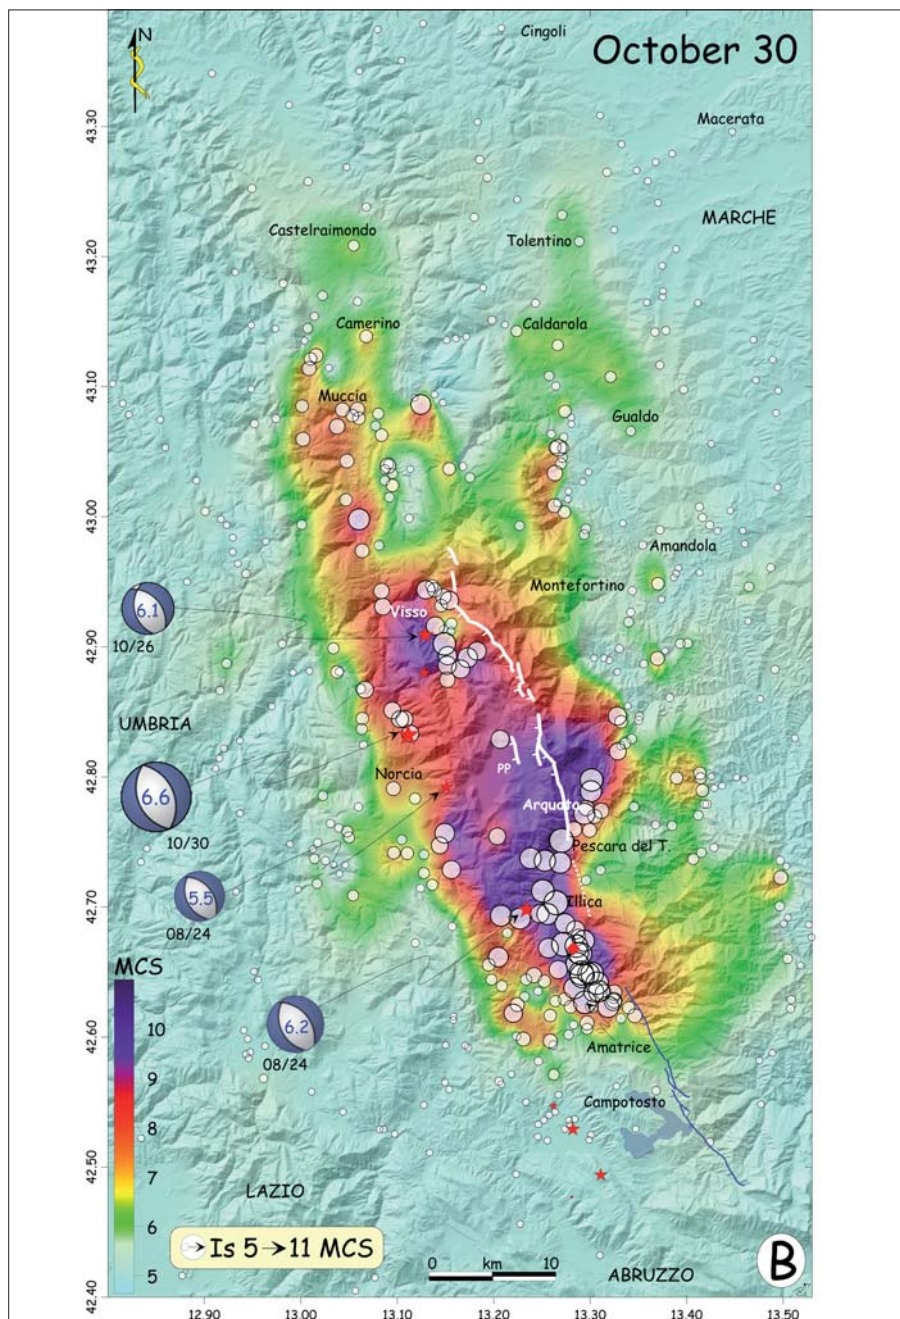 N
Cingoli
October 30
43.30
Macerata
MARCHE
Castelraimondo
Tolentino
43.20
Camerino
Caldarola
43.10
Muccia
Gualdo
43.00
Amandola
Montefortino
6.1
Visso
10/26
42.90
UMBRIA
PP
Norcia
6.6
42.80
Arquata
10/30
Pescara del T.
5.5
Illica
08/24
42.70
MCS
10
6.2
42.60
Amatrice
08/24
9
Campotosto
8
7
42.50
LAZIO
6
Is 5→11 MCS
0 km 10
B
5
ABRUZZO
42.40
12.90 13.00 13.10 13.20 13.30 13.40 13.50